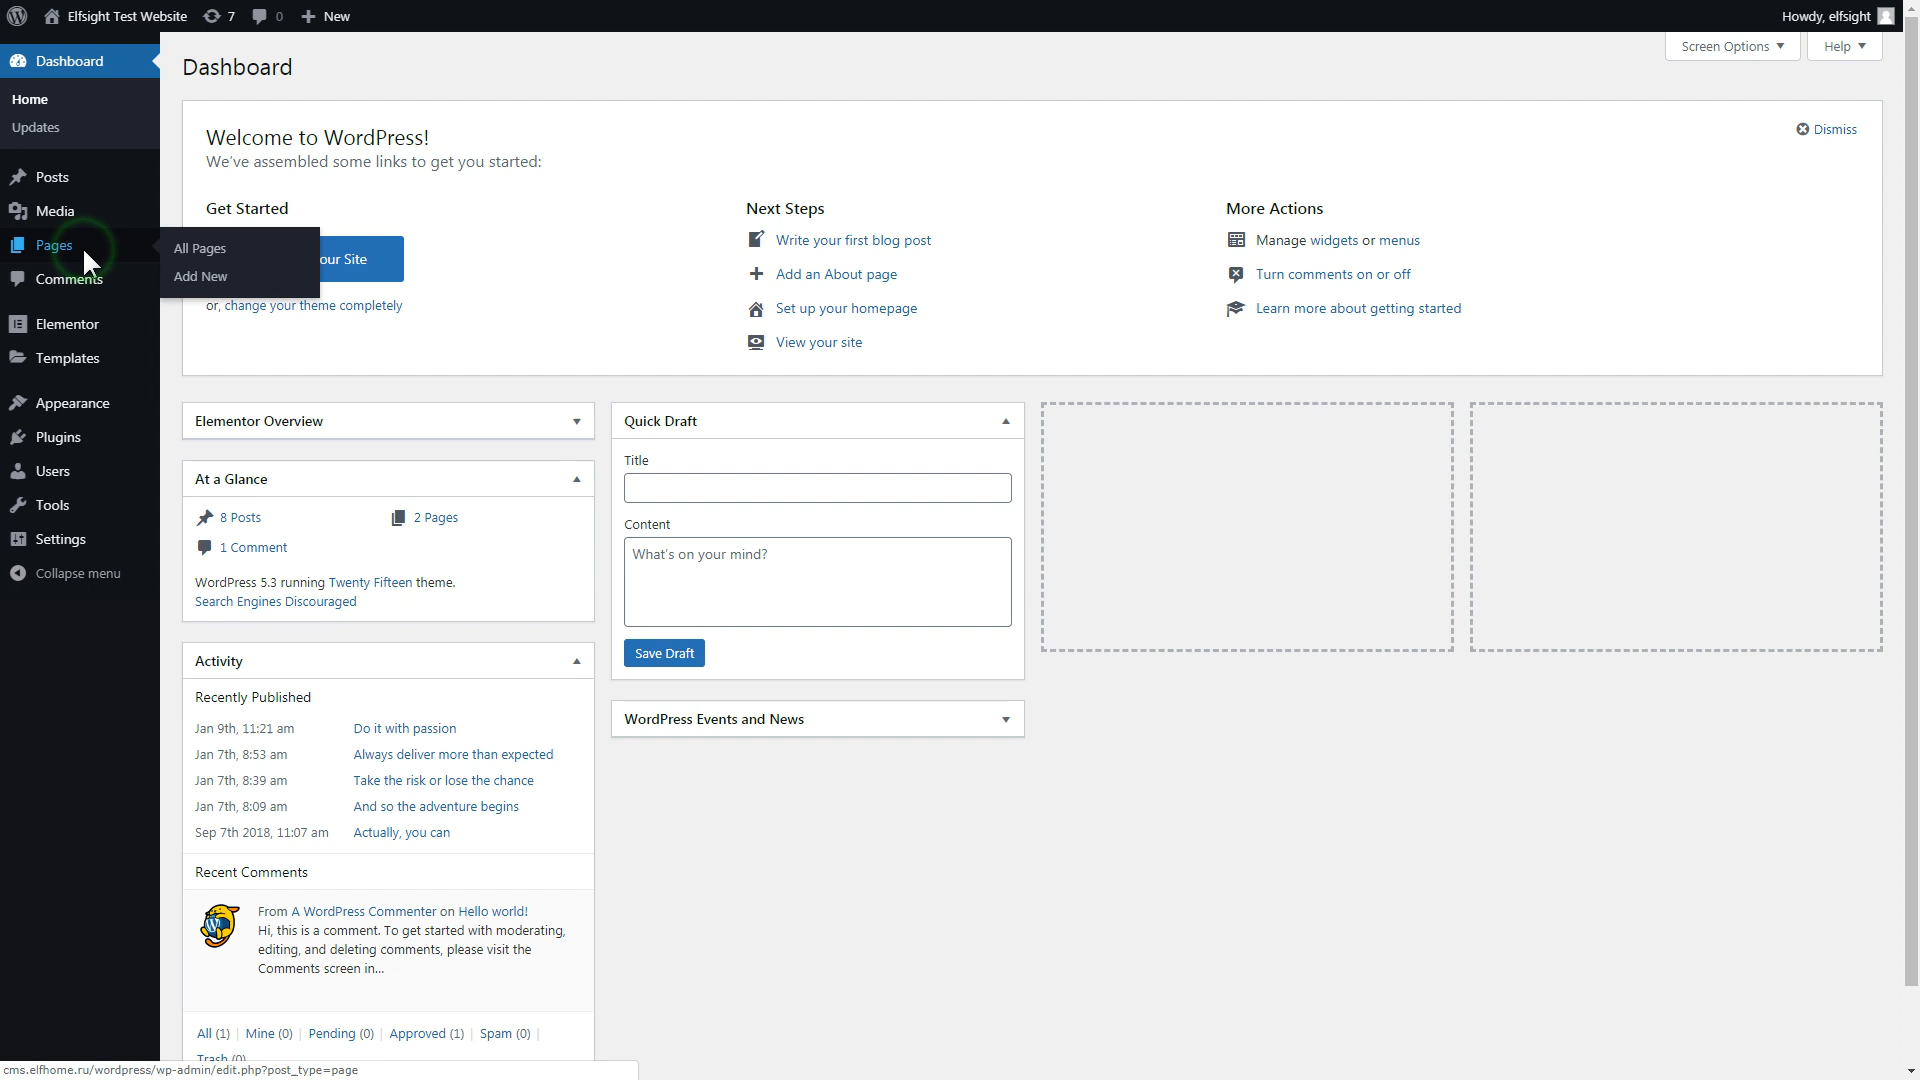 Elfsight Test Website 7 0 New
Howdy, elfsight
Screen Options Help
Dashboard
Home
Updates
Posts
Media
Pages
Comments
Elementor
Templates
Appearance
Plugins
Users
Tools
Settings
Collapse menu
All Pages
Add New
Dashboard
Welcome to WordPress!
We've assembled some links to get you started:
Dismiss
Get Started
our Site
or, change your theme completely
Next Steps
Write your first blog post
Add an About page
Set up your homepage
View your site
More Actions
Manage widgets or menus
Turn comments on or off
Learn more about getting started
Elementor Overview
At a Glance
8 Posts
2 Pages
1 Comment
WordPress 5.3 running Twenty Fifteen theme.
Search Engines Discouraged
Activity
Recently Published
Jan 9th, 11:21 am Do it with passion
Jan 7th, 8:53 am Always deliver more than expected
Jan 7th, 8:39 am Take the risk or lose the chance
Jan 7th, 8:09 am And so the adventure begins
Sep 7th 2018, 11:07 am Actually, you can
Recent Comments
From A WordPress Commenter on Hello world!
Hi, this is a comment. To get started with moderating,
editing, and deleting comments, please visit the
Comments screen in...
All (1) | Mine (0) | Pending (0) | Approved (1) | Spam (0) |
Trash (0)
Quick Draft
Title
Content
What's on your mind?
Save Draft
WordPress Events and News
cms.elfhome.ru/wordpress/wp-admin/edit.php?post_type=page